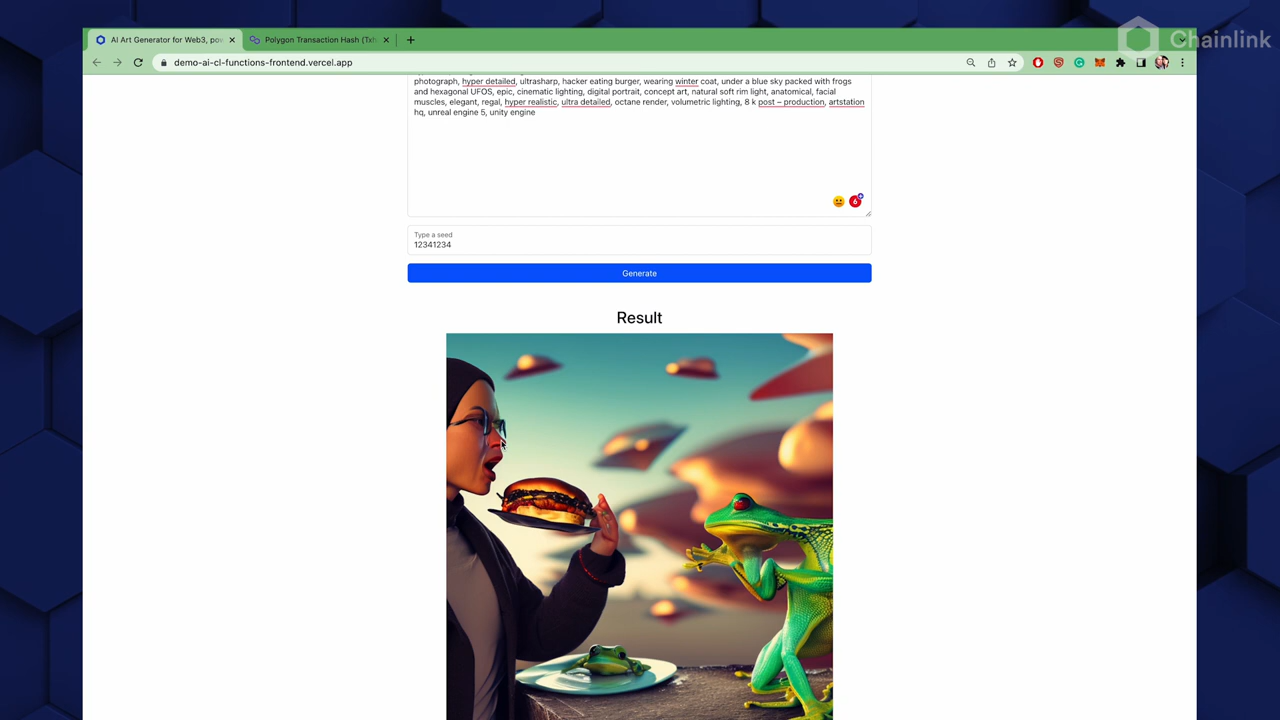 Chainlink
AI Art Generator for Web3, pow
Polygon Transaction Hash (Txh
demo-ai-cl-functions-frontend.vercel.app
photograph, hyper detailed, ultrasharp, hacker eating burger, wearing winter coat, under a blue sky packed with frogs
and hexagonal UFOS, epic, cinematic lighting, digital portrait, concept art, natural soft rim light, anatomical, facial
muscles, elegant, regal, hyper realistic, ultra detailed, octane render, volumetric lighting, 8 k post – production, artstation
hq, unreal engine 5, unity engine
6
Type a seed
12341234
Generate
Result